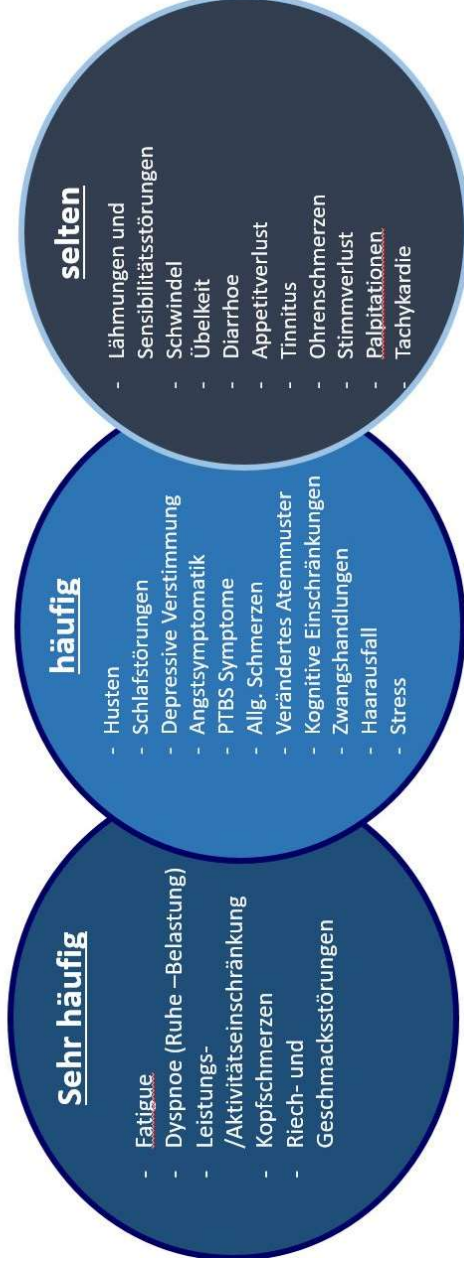 Sehr häufig
- Fatigue
- Dyspnoe (Ruhe –Belastung)
- Leistungs-
/Aktivitätseinschränkung
- Kopfschmerzen
- Riech- und
Geschmacksstörungen
häufig
- Husten
- Schlafstörungen
- Depressive Verstimmung
- Angstsymptomatik
- PTBS Symptome
- Allg. Schmerzen
- Verändertes Atemmuster
- Kognitive Einschränkungen
- Zwangshandlungen
- Haarausfall
- Stress
selten
- Lähmungen und
Sensibilitätsstörungen
- Schwindel
- Übelkeit
- Diarrhoe
- Appetitverlust
- Tinnitus
- Ohrenschmerzen
- Stimmverlust
- Palpitationen
- Tachykardie